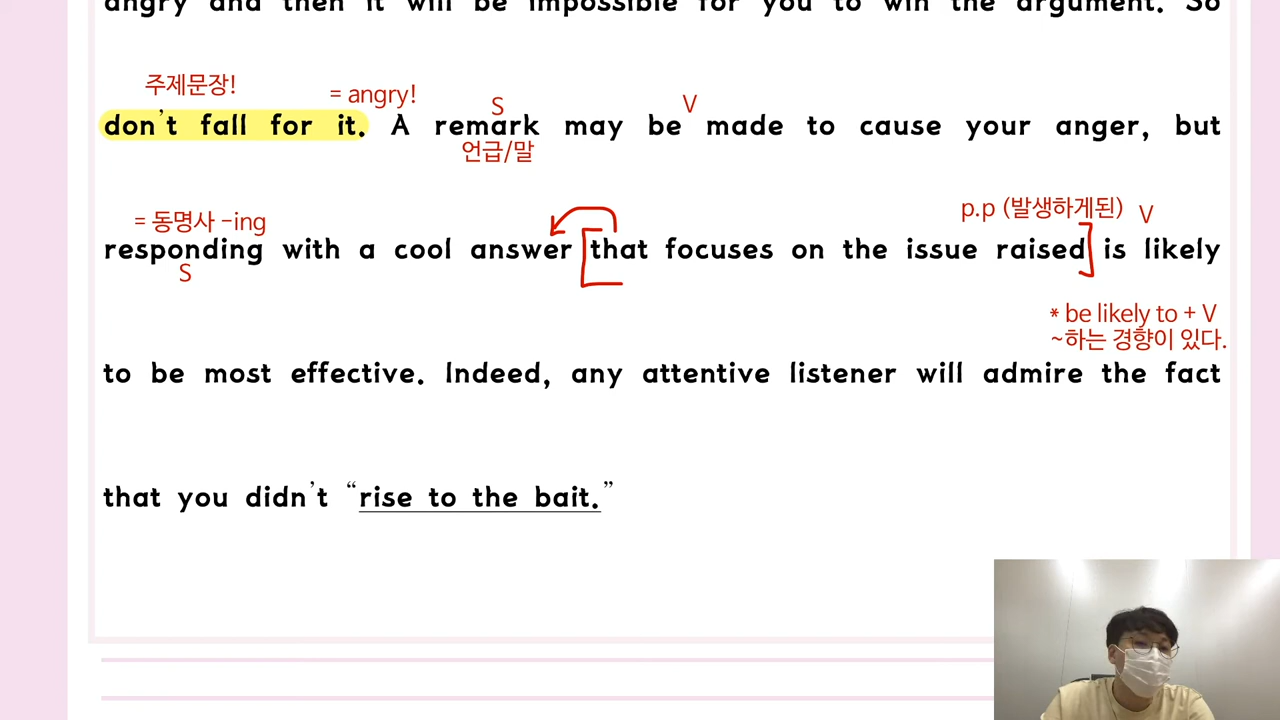 angry and then it will be impossible for you to win the argument. So
주제문장!
= angry!
S
V
don't fall for it. A remark may be made to cause your anger, but
언급/말
= 동명사 -ing
p.p (발생하게된)
V
responding with a cool answer [that focuses on the issue raised] is likely
S
* be likely to + V
~하는 경향이 있다.
to be most effective. Indeed, any attentive listener will admire the fact
that you didn't “rise to the bait.”